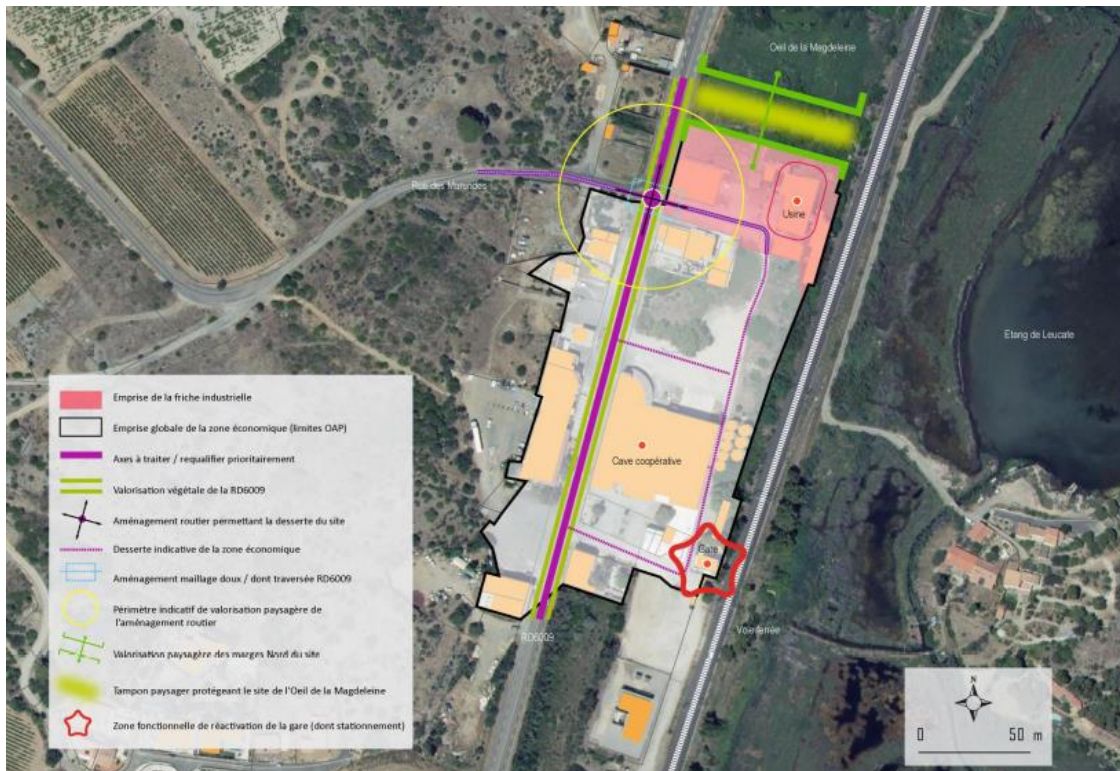 Oeil de la Magdeleine
Rue des Marandes
Usine
Etang de Leucate
Cave coopérative
Gare
Voie ferrée
RD6009
Emprise de la friche industrielle
Emprise globale de la zone économique (limites OAP)
Axes à traiter / requalifier prioritairement
Valorisation végétale de la RD6009
Aménagement routier permettant la desserte du site
Desserte indicative de la zone économique
Aménagement maillage doux / dont traversée RD6009
Périmètre indicatif de valorisation paysagère de
l'aménagement routier
Valorisation paysagère des marges Nord du site
Tampon paysager protégeant le site de l'Oeil de la Magdeleine
Zone fonctionnelle de réactivation de la gare (dont stationnement)
N
0 50 m